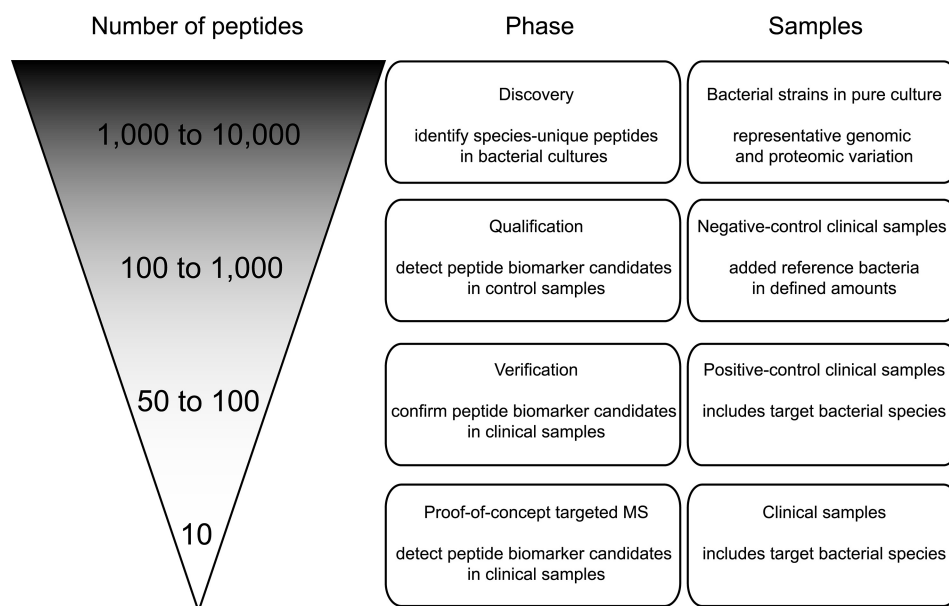 Number of peptides
Phase
Samples
1,000 to 10,000
Discovery
identify species-unique peptides
in bacterial cultures
Bacterial strains in pure culture
representative genomic
and proteomic variation
100 to 1,000
Qualification
detect peptide biomarker candidates
in control samples
Negative-control clinical samples
added reference bacteria
in defined amounts
50 to 100
Verification
confirm peptide biomarker candidates
in clinical samples
Positive-control clinical samples
includes target bacterial species
10
Proof-of-concept targeted MS
detect peptide biomarker candidates
in clinical samples
Clinical samples
includes target bacterial species